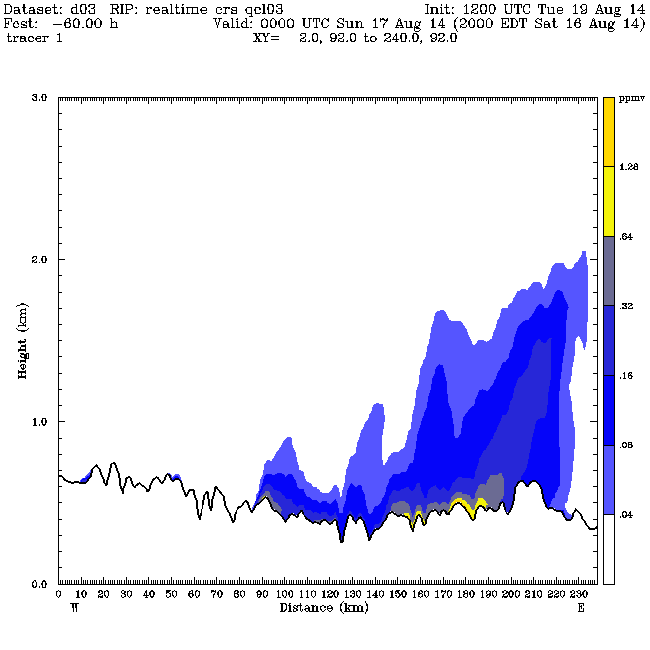 Dataset: d03 RIP: realtime crs qcl03 Init: 1200 UTC Tue 19 Aug 14
Fcst: -60.00 h Valid: 0000 UTC Sun 17 Aug 14 (2000 EDT Sat 16 Aug 14)
tracer 1 XY= 2.0, 92.0 to 240.0, 92.0
3.0
ppmv
1.28
.64
2.0
.32
Height (km)
.16
1.0
.08
.04
0.0
0 10 20 30 40 50 60 70 80 90 100 110 120 130 140 150 160 170 180 190 200 210 220 230
W Distance (km) E